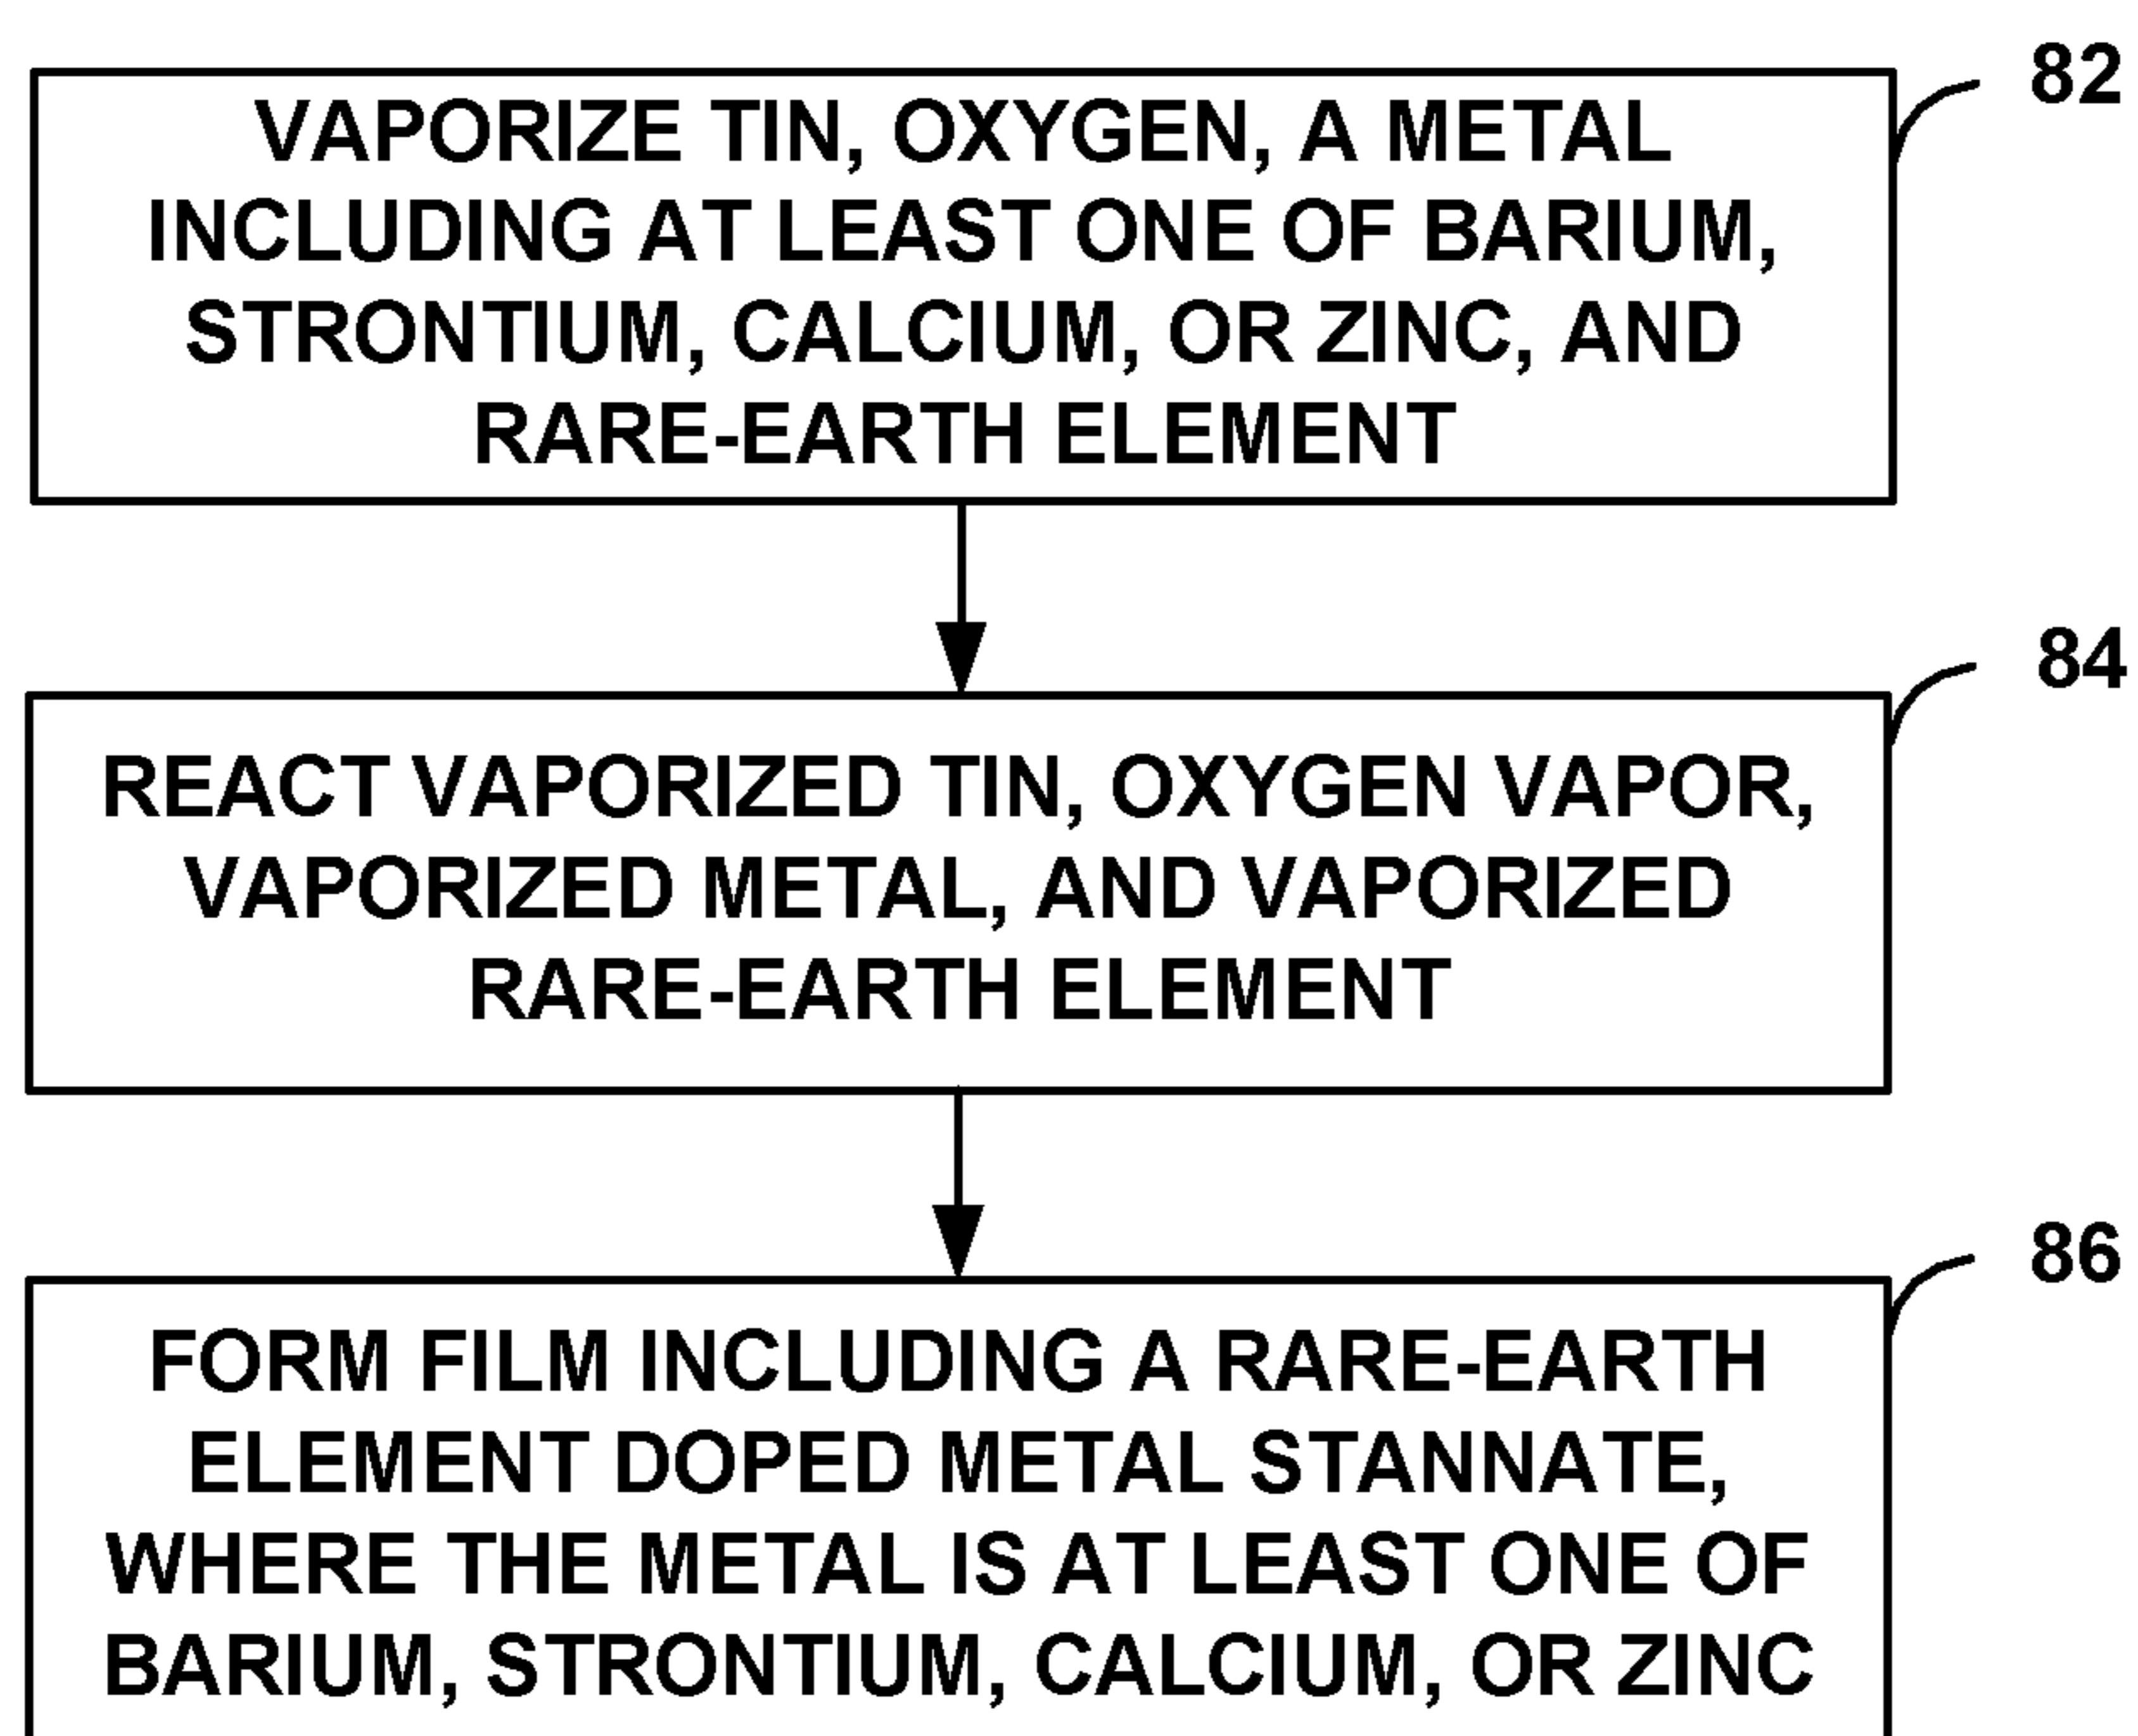 82
VAPORIZE TIN, OXYGEN, A METAL
INCLUDING AT LEAST ONE OF BARIUM,
STRONTIUM, CALCIUM, OR ZINC, AND
RARE-EARTH ELEMENT
84
REACT VAPORIZED TIN, OXYGEN VAPOR,
VAPORIZED METAL, AND VAPORIZED
RARE-EARTH ELEMENT
86
FORM FILM INCLUDING A RARE-EARTH
ELEMENT DOPED METAL STANNATE,
WHERE THE METAL IS AT LEAST ONE OF
BARIUM, STRONTIUM, CALCIUM, OR ZINC